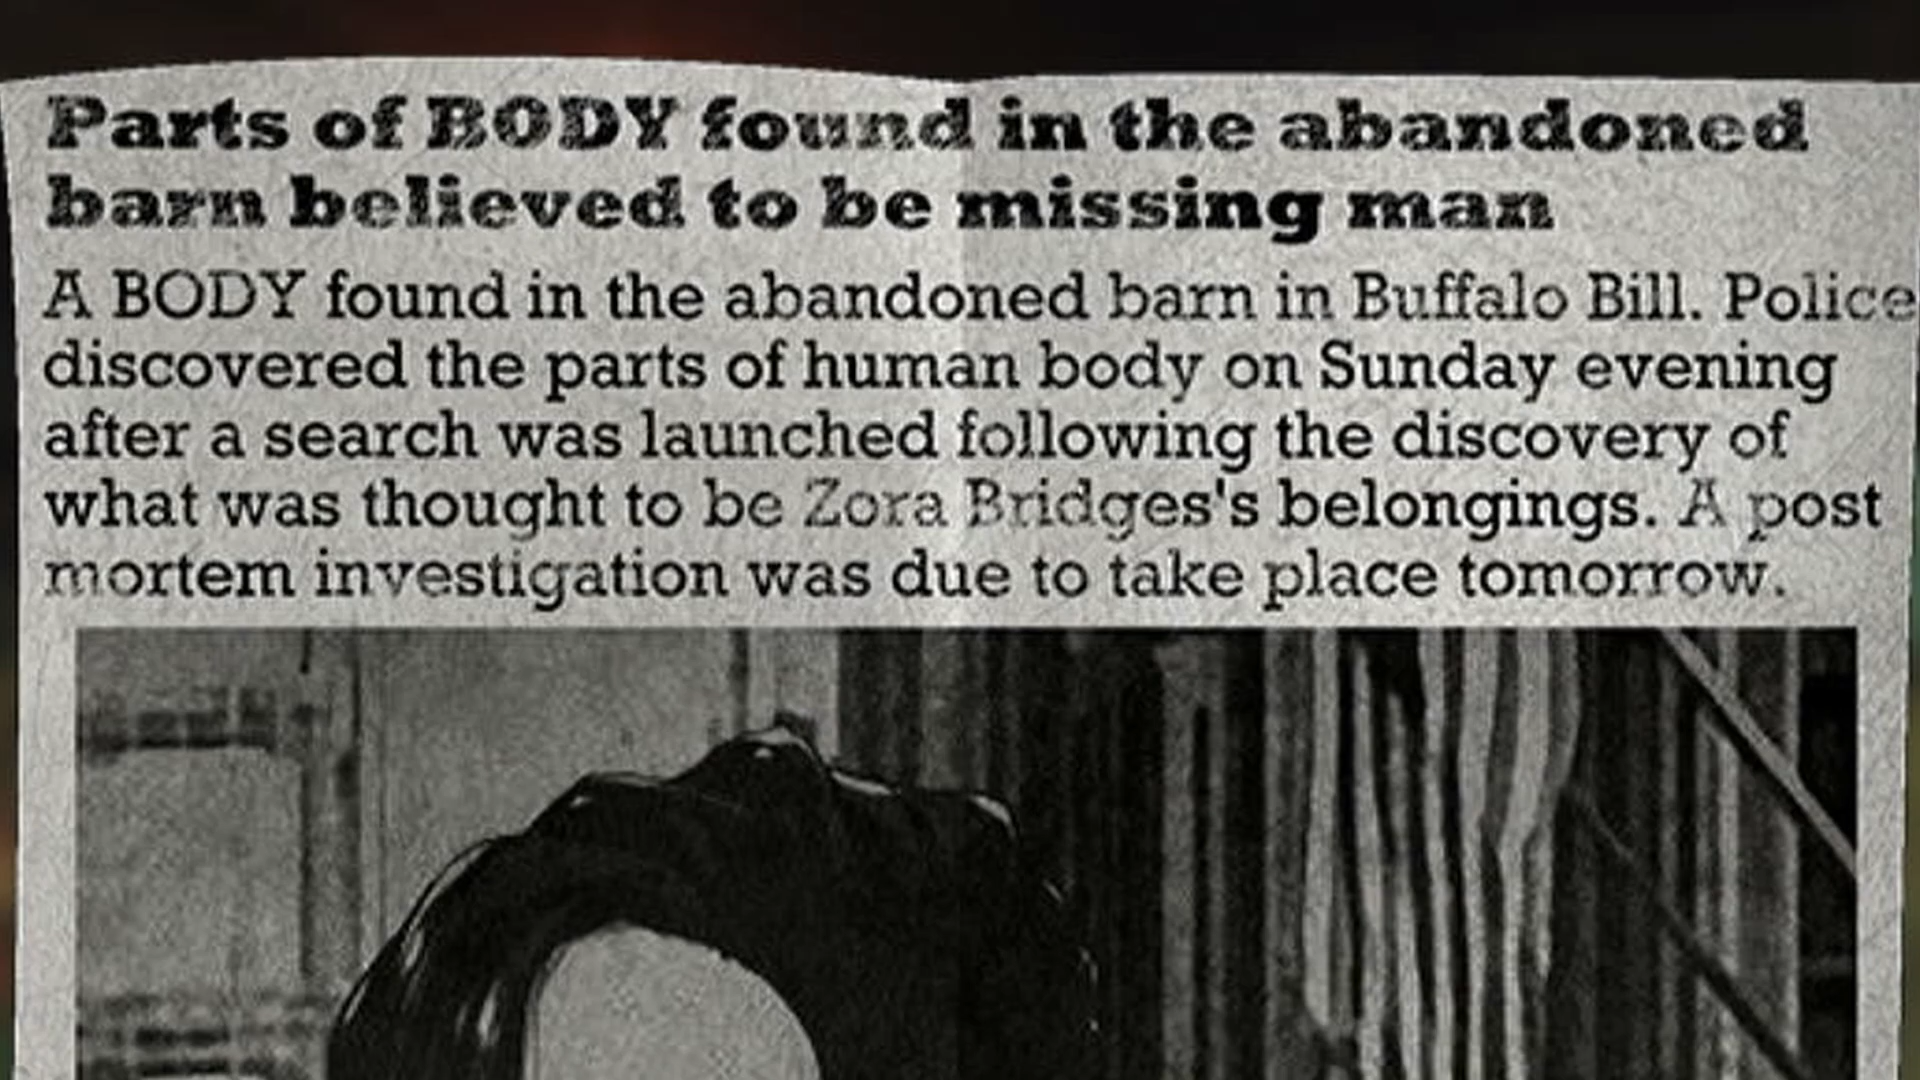 Parts of BODY found in the abandoned
barn believed to be missing man
A BODY found in the abandoned barn in Buffalo Bill. Police
discovered the parts of human body on Sunday evening
after a search was launched following the discovery of
what was thought to be Zora Bridges's belongings. A post
mortem investigation was due to take place tomorrow.